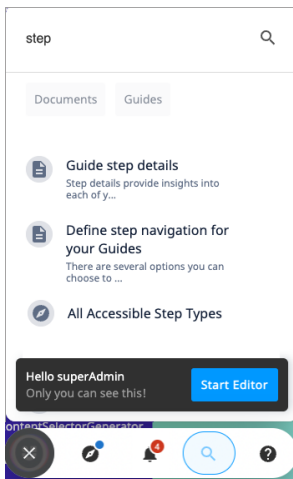 step
Documents Guides
Guide step details
Step details provide insights into
each of y...
Define step navigation for
your Guides
There are several options you can
choose to ...
All Accessible Step Types
Hello superAdmin
Only you can see this!
Start Editor
ontentSelectorGenerator
4